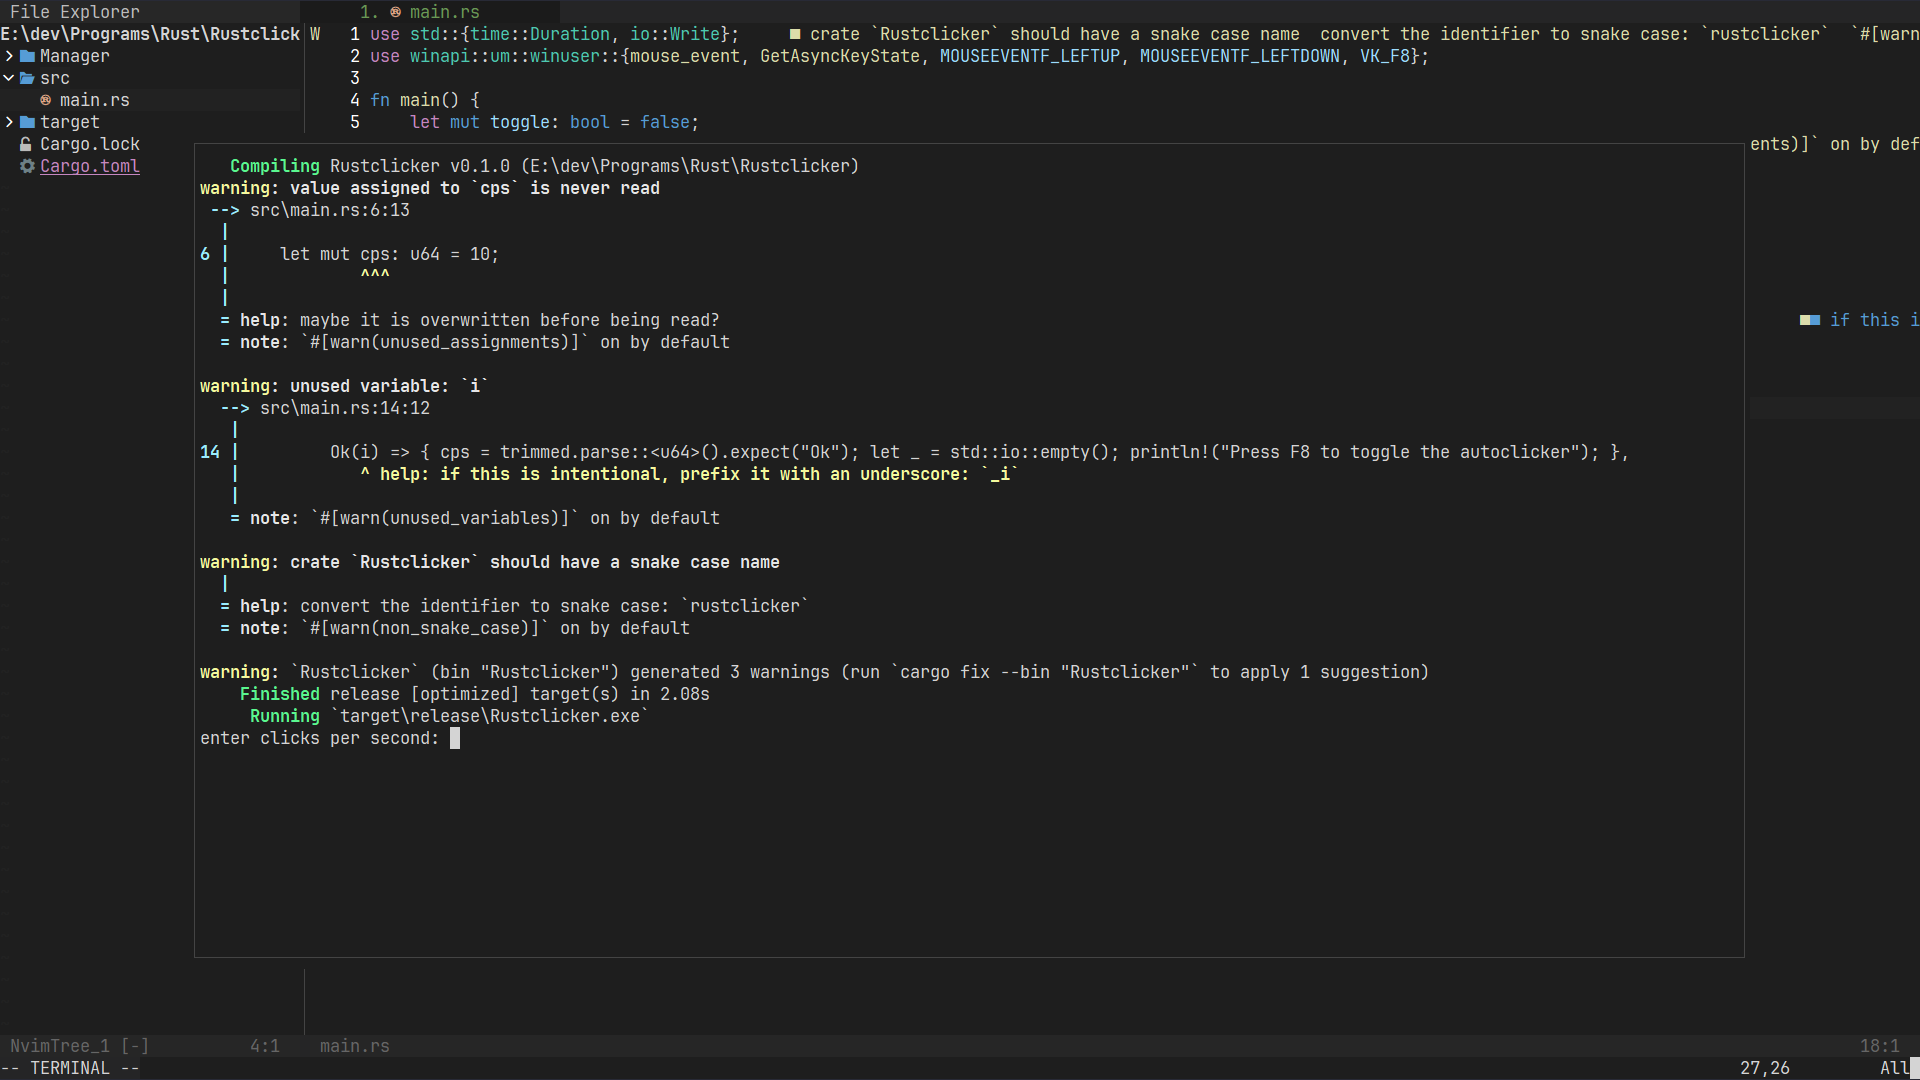 File Explorer
1. main.rs
E:\dev\Programs\Rust\Rustclick
W 1 use std::{time::Duration, io::Write}; ■ crate `Rustclicker` should have a snake case name  convert the identifier to snake case: `rustclicker`  `#[warn
Manager
2 use winapi::um::winuser::{mouse_event, GetAsyncKeyState, MOUSEEVENTF_LEFTUP, MOUSEEVENTF_LEFTDOWN, VK_F8};
src
3
main.rs
4 fn main() {
target
5 let mut toggle: bool = false;
Cargo.lock
ents)]` on by def
Cargo.toml
Compiling Rustclicker v0.1.0 (E:\dev\Programs\Rust\Rustclicker)
warning: value assigned to `cps` is never read
--> src\main.rs:6:13
|
6 | let mut cps: u64 = 10;
| ^^^
|
= help: maybe it is overwritten before being read?
if this i
= note: `#[warn(unused_assignments)]` on by default
warning: unused variable: `i`
--> src\main.rs:14:12
|
14 | Ok(i) => { cps = trimmed.parse::<u64>().expect("Ok"); let _ = std::io::empty(); println!("Press F8 to toggle the autoclicker"); },
| ^ help: if this is intentional, prefix it with an underscore: `_i`
|
= note: `#[warn(unused_variables)]` on by default
warning: crate `Rustclicker` should have a snake case name
|
= help: convert the identifier to snake case: `rustclicker`
= note: `#[warn(non_snake_case)]` on by default
warning: `Rustclicker` (bin "Rustclicker") generated 3 warnings (run `cargo fix --bin "Rustclicker"` to apply 1 suggestion)
Finished release [optimized] target(s) in 2.08s
Running `target\release\Rustclicker.exe`
enter clicks per second:
NvimTree_1 [-] 4:1 main.rs 18:1
-- TERMINAL -- 27,26 All